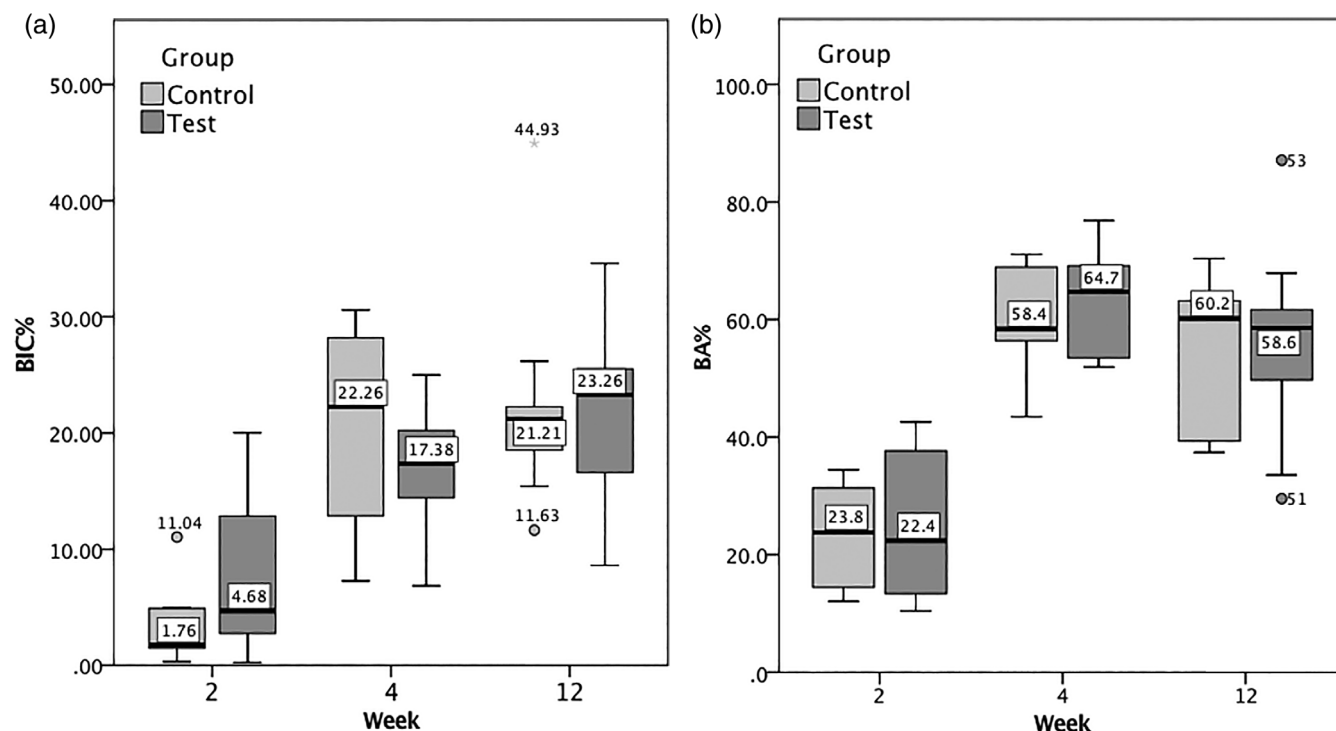 (a)
Group
Control
Test
50.00
40.00
30.00
20.00
10.00
.00
BIC%
44.93
11.04
1.76
4.68
22.26
17.38
21.21
11.63
23.26
2
4
12
Week
(b)
Group
Control
Test
100.0
80.0
60.0
40.0
20.0
.0
BA%
23.8
22.4
58.4
64.7
60.2
58.6
53
51
2
4
12
Week